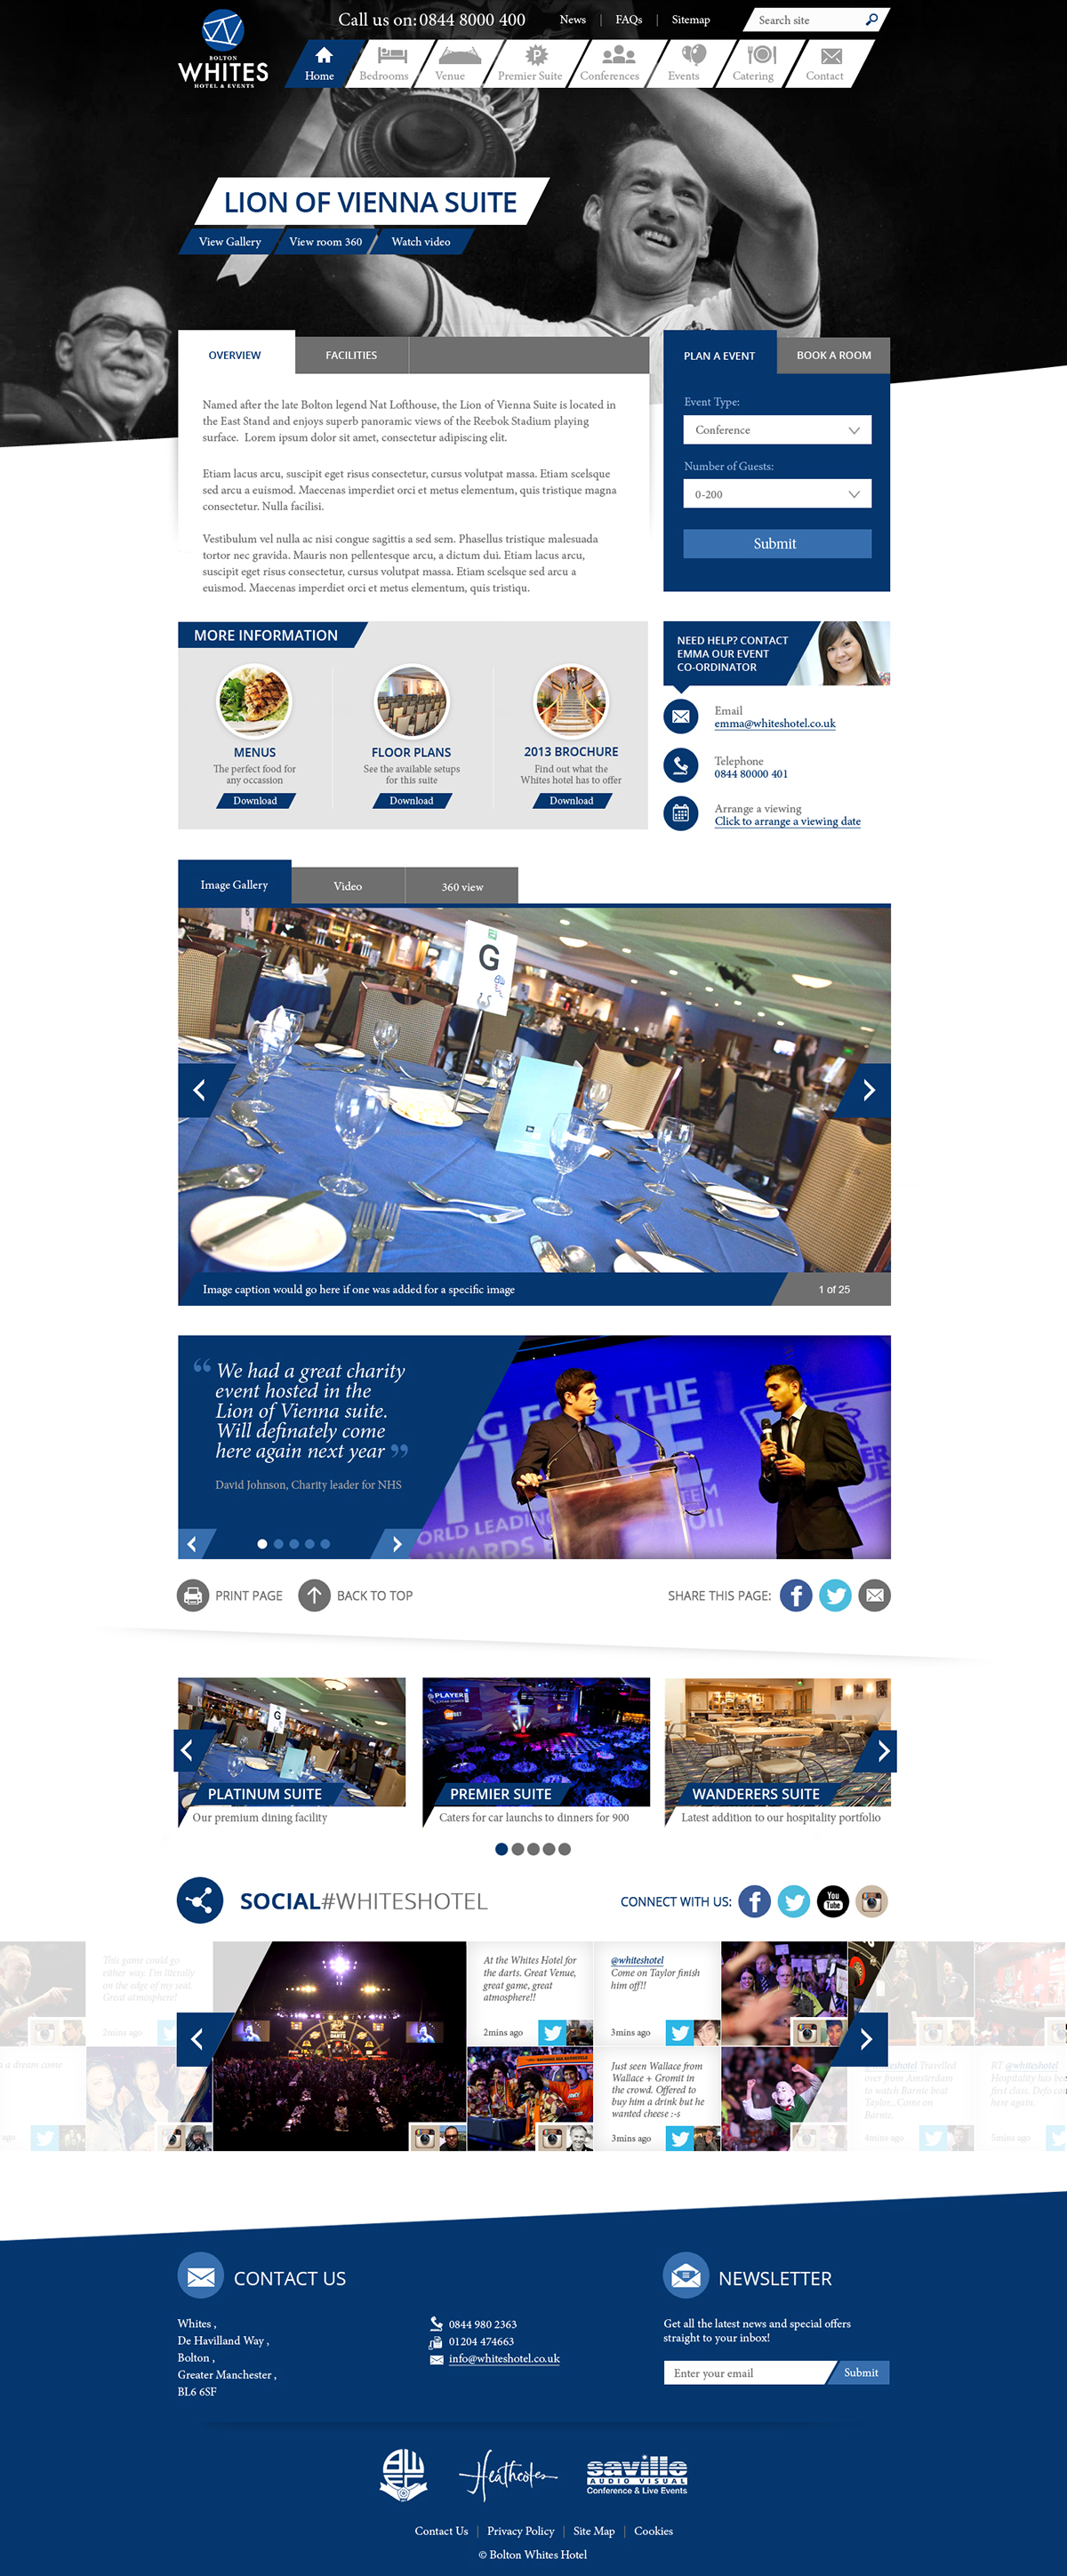 Call us on: 0844 8000 400
News | FAQs | Sitemap
Search site
BOLTON
WHITES
HOTEL & EVENTS
Home
Bedrooms
Venue
Premier Suite
Conferences
Events
Catering
Contact
LION OF VIENNA SUITE
View Gallery
View room 360
Watch video
OVERVIEW
FACILITIES
Named after the late Bolton legend Nat Lofthouse, the Lion of Vienna Suite is located in
the East Stand and enjoys superb panoramic views of the Reebok Stadium playing
surface. Lorem ipsum dolor sit amet, consectetur adipiscing elit.
Etiam lacus arcu, suscipit eget risus consectetur, cursus volutpat massa. Etiam scelsque
sed arcu a euismod. Maecenas imperdiet orci et metus elementum, quis tristique magna
consectetur. Nulla facilisi.
Vestibulum vel nulla ac nisi congue sagittis a sed sem. Phasellus tristique malesuada
tortor nec gravida. Mauris non pellentesque arcu, a dictum dui. Etiam lacus arcu,
suscipit eget risus consectetur, cursus volutpat massa. Etiam scelsque sed arcu a
euismod. Maecenas imperdiet orci et metus elementum, quis tristiqu.
PLAN A EVENT
BOOK A ROOM
Event Type:
Conference
Number of Guests:
0-200
Submit
MORE INFORMATION
MENUS
The perfect food for
any occassion
Download
FLOOR PLANS
See the available setups
for this suite
Download
2013 BROCHURE
Find out what the
Whites hotel has to offer
Download
NEED HELP? CONTACT
EMMA OUR EVENT
CO-ORDINATOR
Email
emma@whiteshotel.co.uk
Telephone
0844 80000 401
Arrange a viewing
Click to arrange a viewing date
Image Gallery
Video
360 view
G
Image caption would go here if one was added for a specific image
1 of 25
“ We had a great charity
event hosted in the
Lion of Vienna suite.
Will definately come
here again next year ”
David Johnson, Charity leader for NHS
PRINT PAGE
BACK TO TOP
SHARE THIS PAGE:
G
PLATINUM SUITE
Our premium dining facility
PLAYER
PREMIER SUITE
Caters for car launchs to dinners for 900
WANDERERS SUITE
Latest addition to our hospitality portfolio
SOCIAL#WHITESHOTEL
CONNECT WITH US:
You
Tube
This game could go
either way. I'm literally
on the edge of my seat.
Great atmosphere!
2mins ago
At the Whites Hotel for
the darts. Great Venue,
great game, great
atmosphere!!
2mins ago
@whiteshotel
Come on Taylor finish
him off!!
3mins ago
a dream come
ago
Just seen Wallace from
Wallace + Gromit in
the crowd. Offered to
buy him a drink but he
wanted cheese :-s
3mins ago
Travelled
over from Amsterdam
to watch Barnie beat
Taylor...Come on
Barnie.
4mins ago
RT @whiteshotel
Hospitality has bee
first class. Defo
here again.
5mins ago
CONTACT US
Whites ,
De Havilland Way ,
Bolton ,
Greater Manchester ,
BL6 6SF
0844 980 2363
01204 474663
info@whiteshotel.co.uk
NEWSLETTER
Get all the latest news and special offers
straight to your inbox!
Enter your email
Submit
Heathcotes
saville
AUDIO VISUAL
Conference & Live Events
Contact Us | Privacy Policy | Site Map | Cookies
© Bolton Whites Hotel